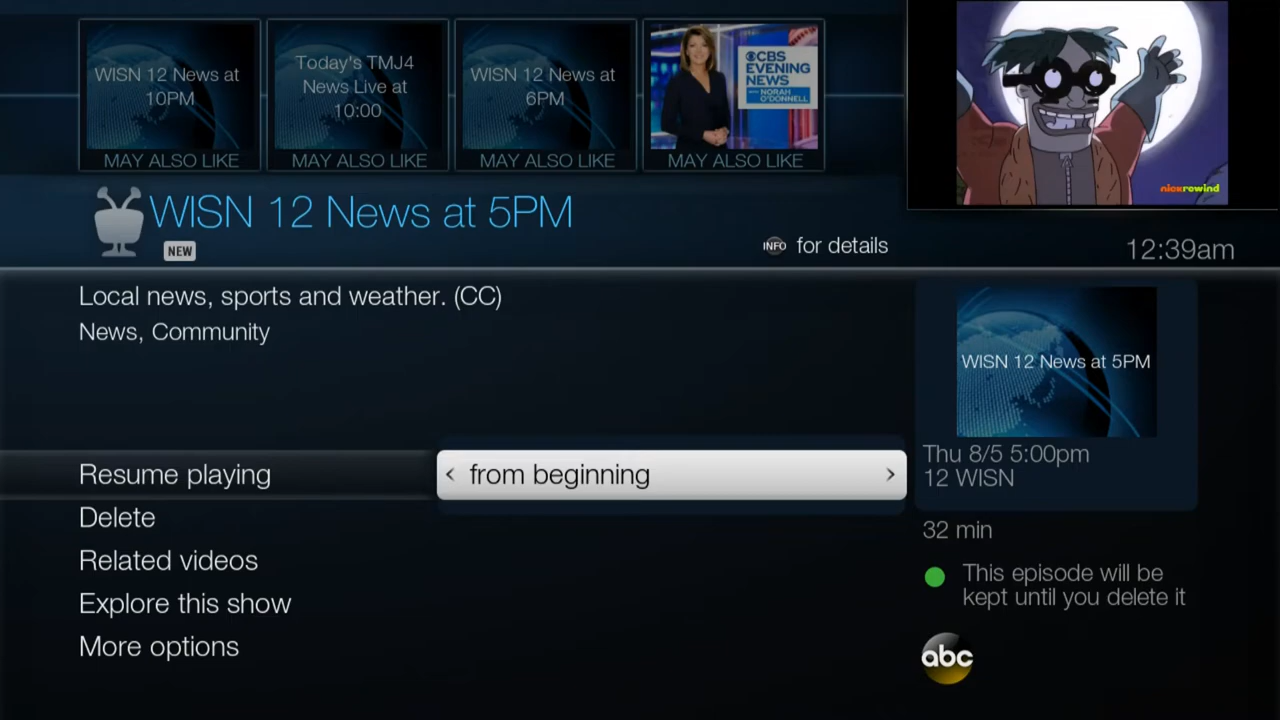 WISN 12 News at
10PM
MAY ALSO LIKE
Today's TMJ4
News Live at
10:00
MAY ALSO LIKE
WISN 12 News at
6PM
MAY ALSO LIKE
CBS
EVENING
NEWS
WITH NORAH
O'DONNELL
MAY ALSO LIKE
nickrewind
WISN 12 News at 5PM
NEW
INFO for details
12:39am
Local news, sports and weather. (CC)
News, Community
WISN 12 News at 5PM
Thu 8/5 5:00pm
12 WISN
Resume playing
< from beginning >
Delete
Related videos
Explore this show
More options
32 min
This episode will be
kept until you delete it
abc